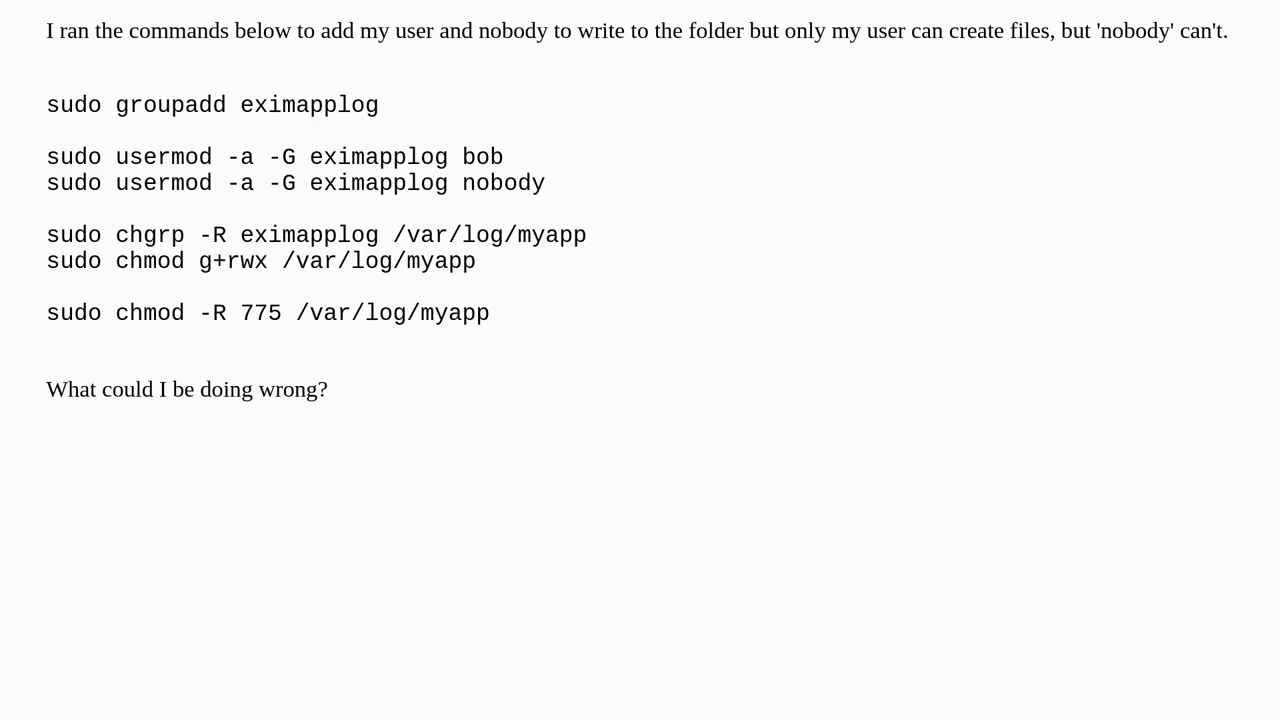 I ran the commands below to add my user and nobody to write to the folder but only my user can create files, but 'nobody' can't.
sudo groupadd eximapplog
sudo usermod -a -G eximapplog bob
sudo usermod -a -G eximapplog nobody
sudo chgrp -R eximapplog /var/log/myapp
sudo chmod g+rwx /var/log/myapp
sudo chmod -R 775 /var/log/myapp
What could I be doing wrong?